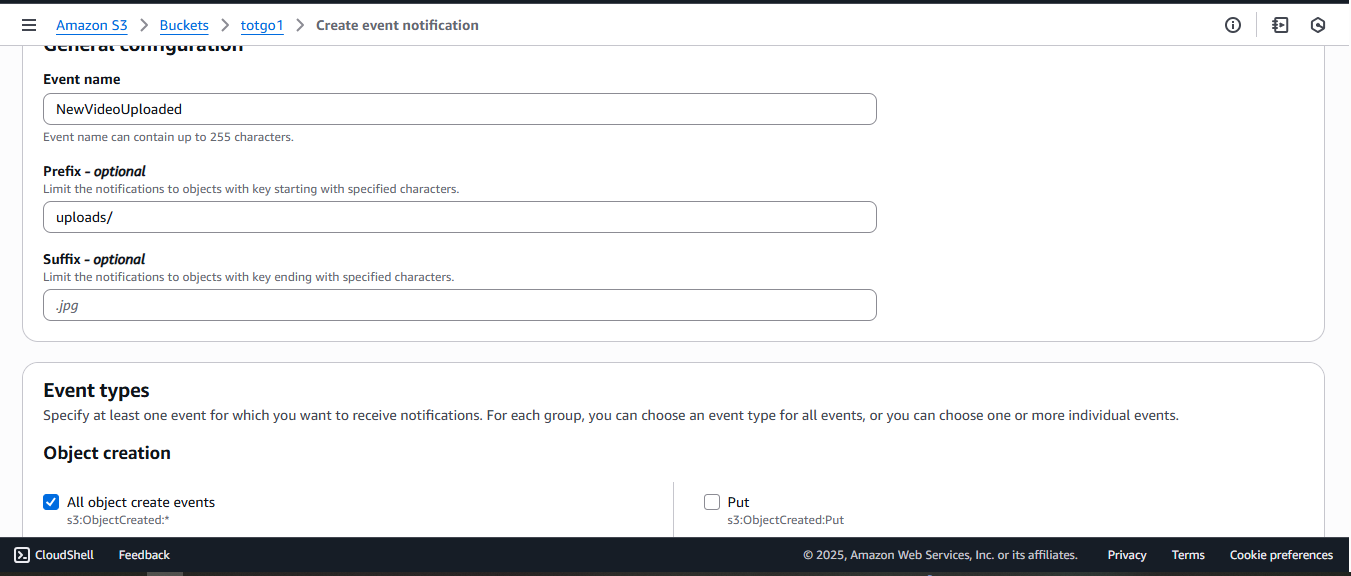 Amazon S3 > Buckets > totgo1 > Create event notification
General configuration
Event name
NewVideoUploaded
Event name can contain up to 255 characters.
Prefix - optional
Limit the notifications to objects with key starting with specified characters.
uploads/
Suffix - optional
Limit the notifications to objects with key ending with specified characters.
.jpg
Event types
Specify at least one event for which you want to receive notifications. For each group, you can choose an event type for all events, or you can choose one or more individual events.
Object creation
All object create events
s3:ObjectCreated:*
Put
s3:ObjectCreated:Put
CloudShell Feedback © 2025, Amazon Web Services, Inc. or its affiliates. Privacy Terms Cookie preferences